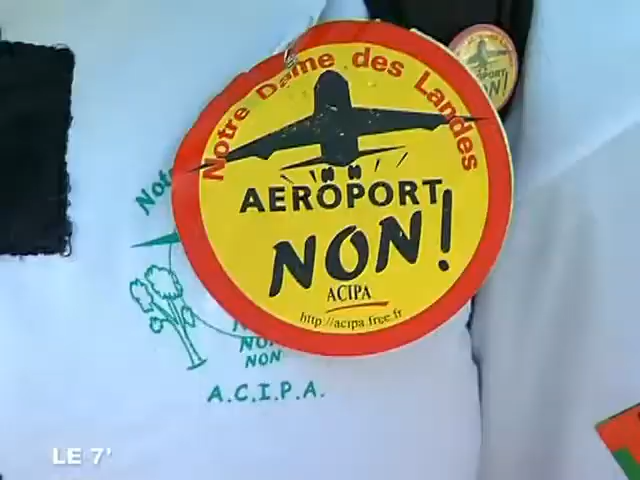 Notre Dame des Landes
AEROPORT
NON!
ACIPA
http://acipa.free.fr
NON
NON
A.C.I.P.A.
LE 7'